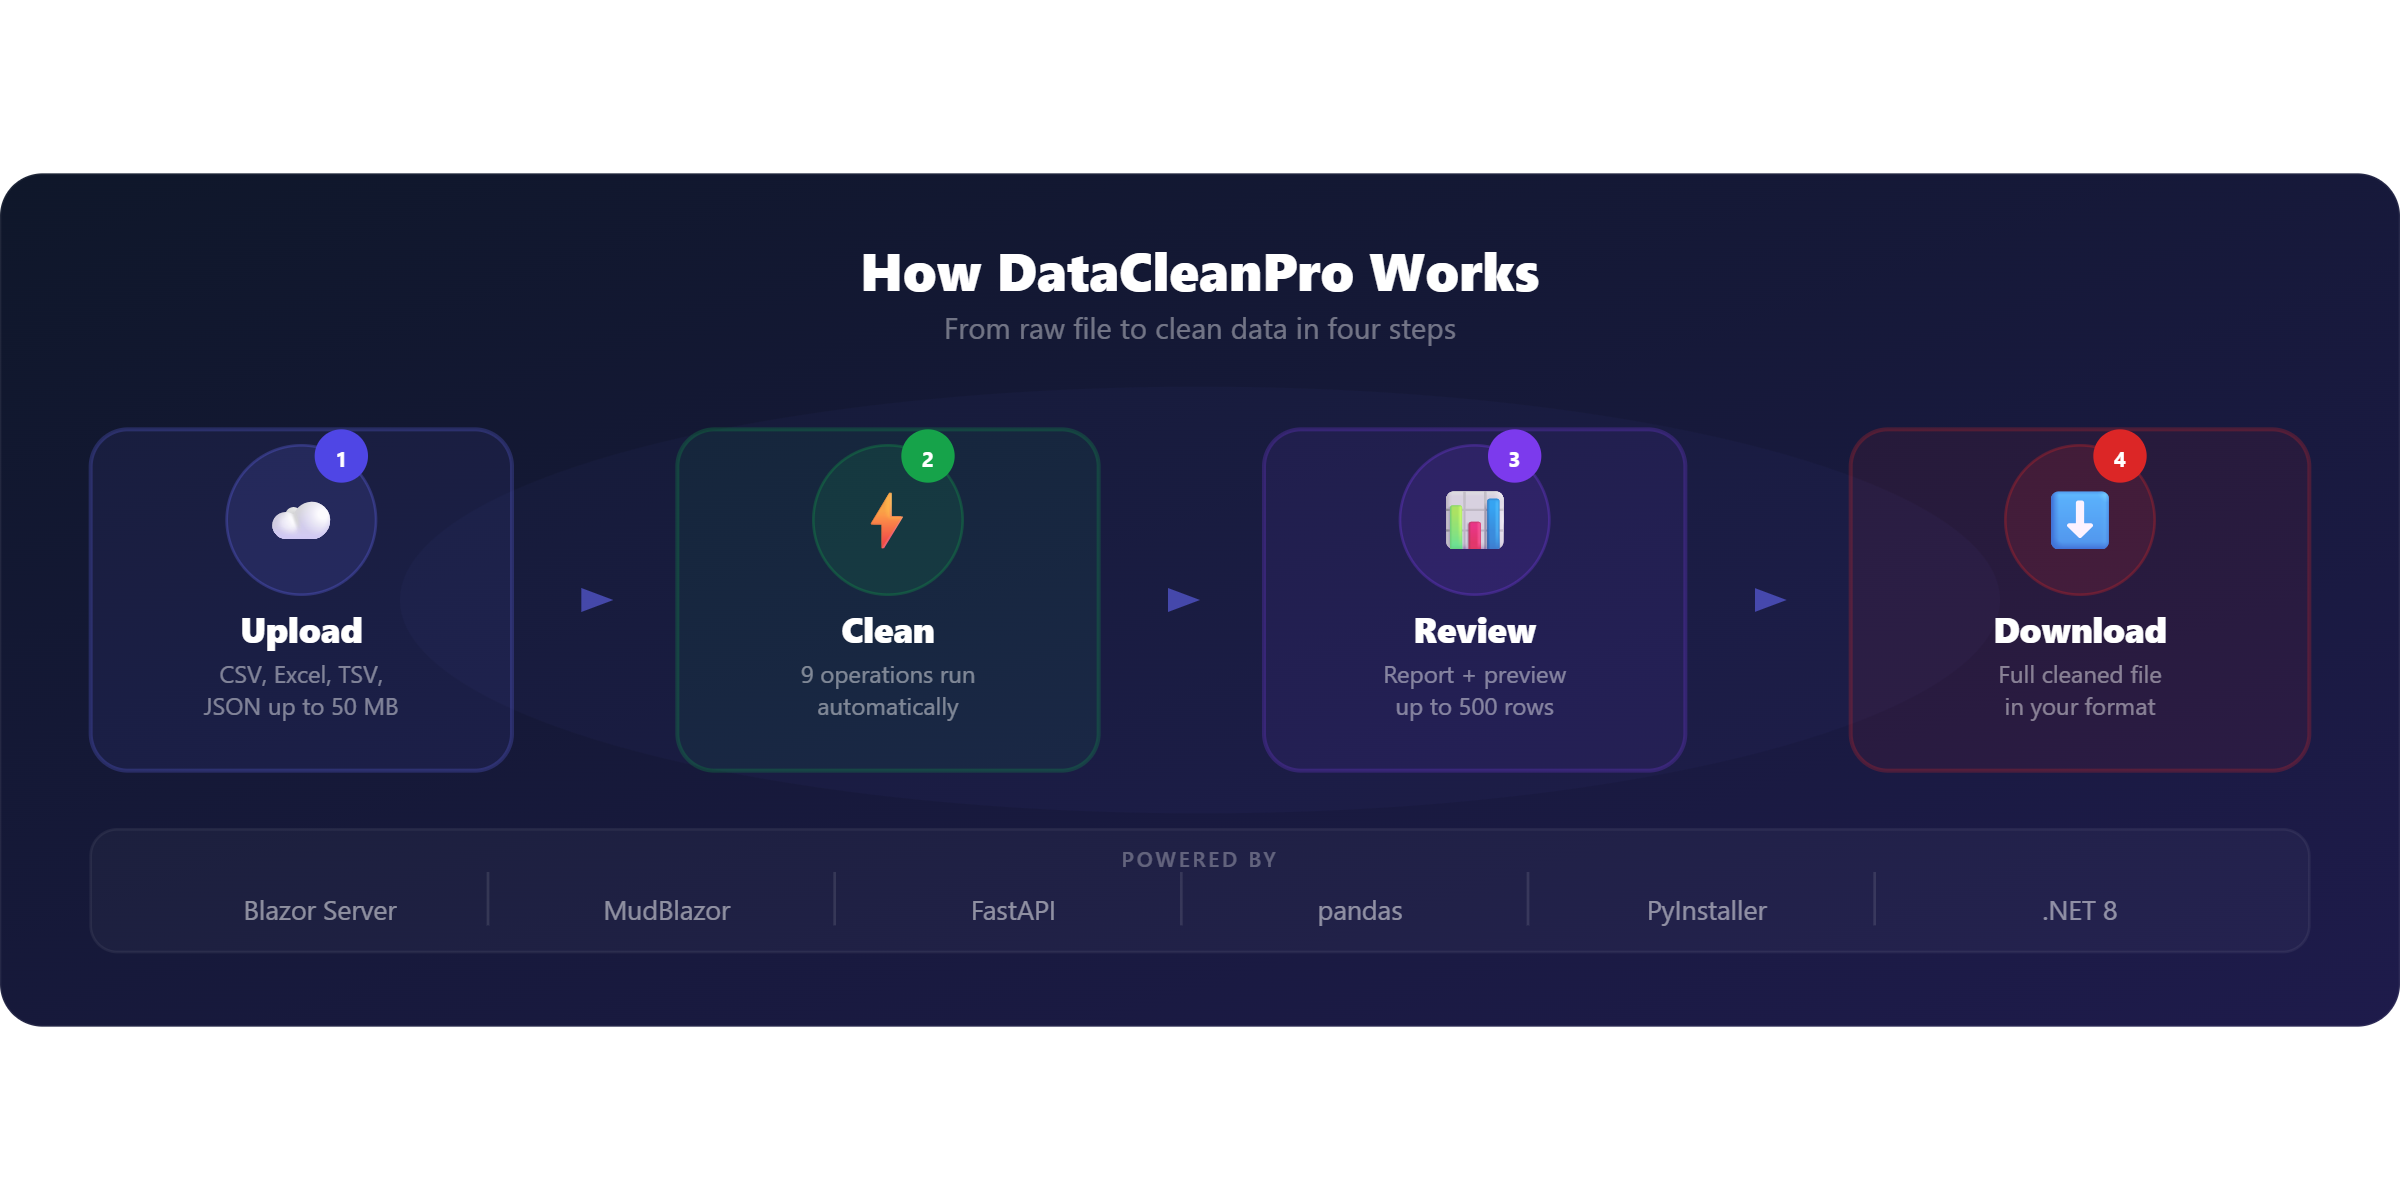 How DataCleanPro Works
From raw file to clean data in four steps
1
Upload
CSV, Excel, TSV,
JSON up to 50 MB
2
Clean
9 operations run
automatically
3
Review
Report + preview
up to 500 rows
4
Download
Full cleaned file
in your format
POWERED BY
Blazor Server
MudBlazor
FastAPI
pandas
PyInstaller
.NET 8